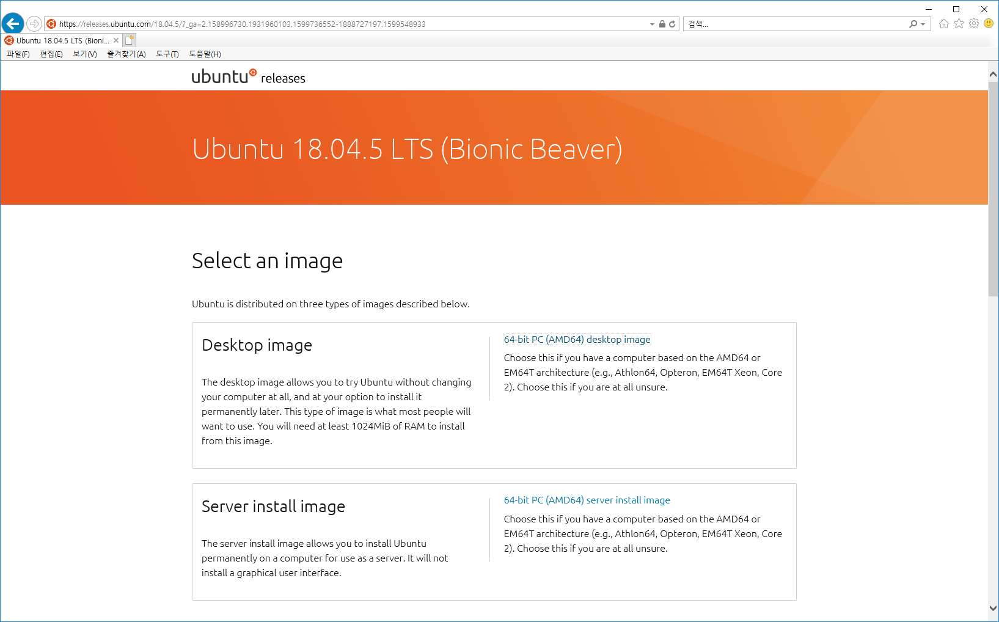 https://releases.ubuntu.com/18.04.5/?_ga=2.158996730.1931960103.1599736552-1888727197.1599548933
검색...
Ubuntu 18.04.5 LTS (Bioni...
파일(F) 편집(E) 보기(V) 즐겨찾기(A) 도구(T) 도움말(H)
ubuntu releases
Ubuntu 18.04.5 LTS (Bionic Beaver)
Select an image
Ubuntu is distributed on three types of images described below.
Desktop image
The desktop image allows you to try Ubuntu without changing
your computer at all, and at your option to install it
permanently later. This type of image is what most people will
want to use. You will need at least 1024MiB of RAM to install
from this image.
64-bit PC (AMD64) desktop image
Choose this if you have a computer based on the AMD64 or
EM64T architecture (e.g., Athlon64, Opteron, EM64T Xeon, Core
2). Choose this if you are at all unsure.
Server install image
The server install image allows you to install Ubuntu
permanently on a computer for use as a server. It will not
install a graphical user interface.
64-bit PC (AMD64) server install image
Choose this if you have a computer based on the AMD64 or
EM64T architecture (e.g., Athlon64, Opteron, EM64T Xeon, Core
2). Choose this if you are at all unsure.